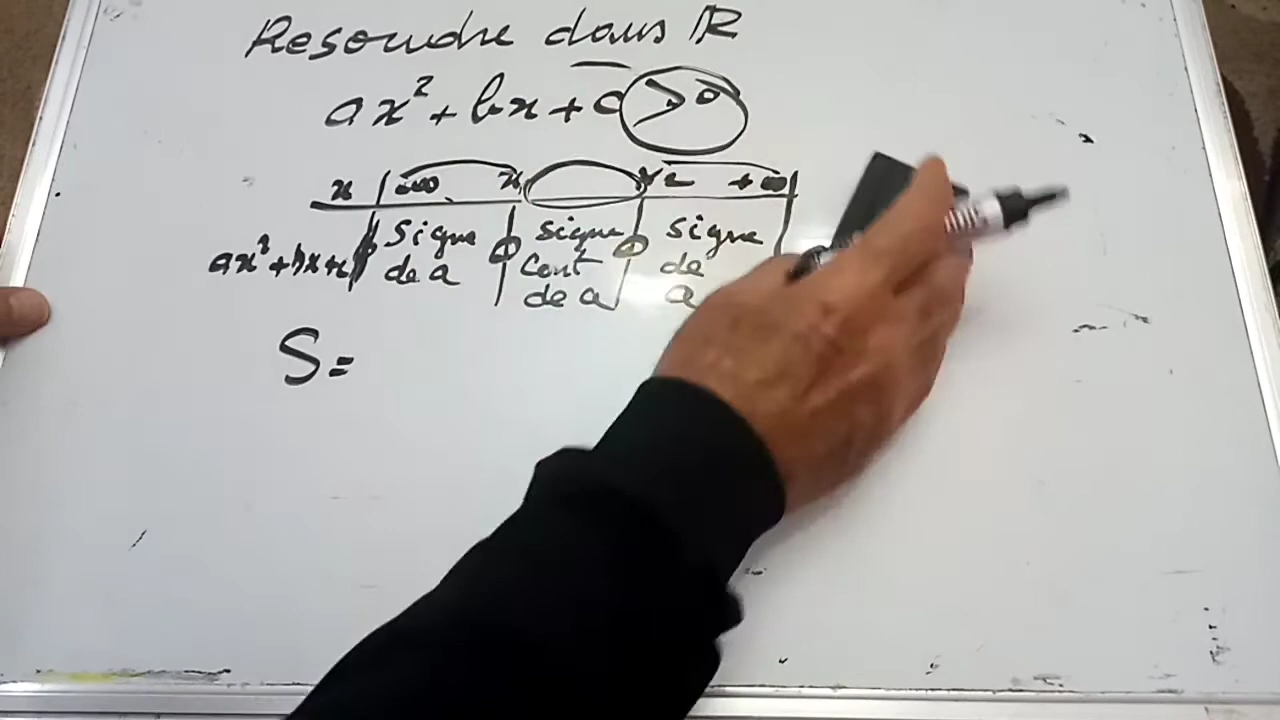 Resoudre dans ℝ
ax² + bx + c > 0
x -∞ x₁ x₂ +∞
ax²+bx+c signe de a 0 signe cont de a 0 signe de a
S =